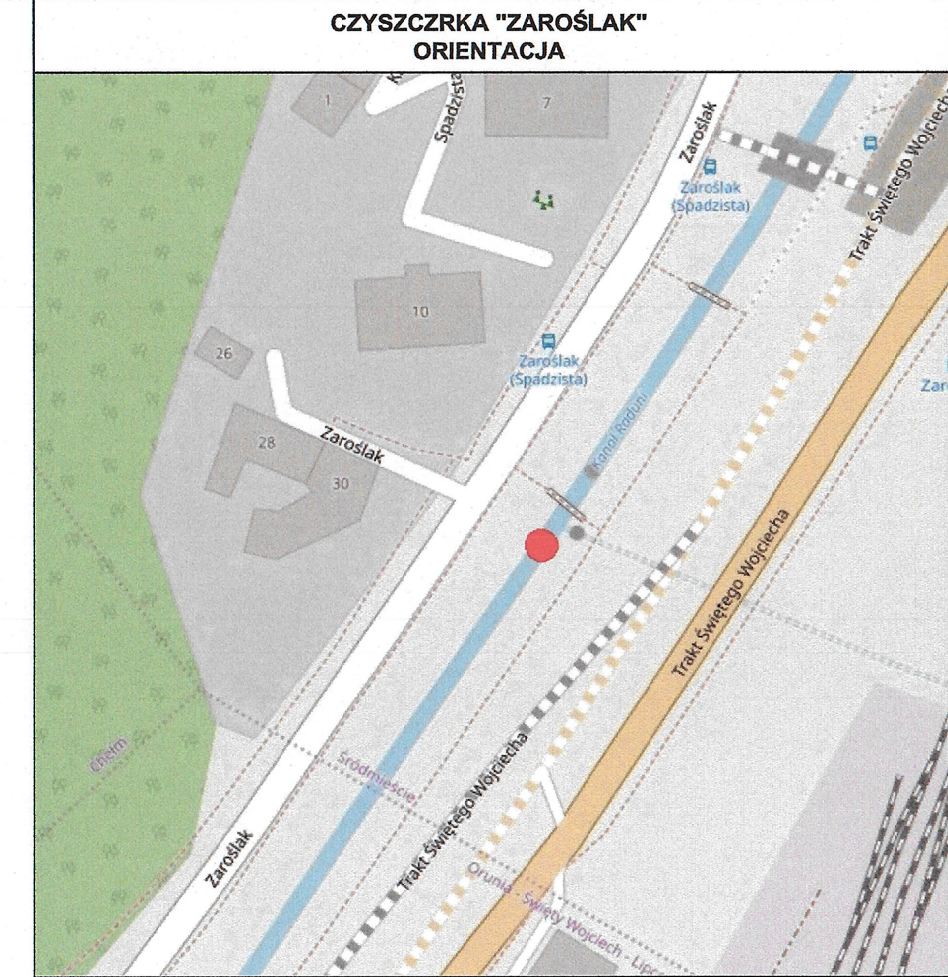 CZYSZCZRKA "ZAROŚLAK"
ORIENTACJA
1
Spadzista
7
Zaroślak
Zaroślak
(Spadzista)
Trakt Świętego Wojciecha
10
26
Zaroślak
(Spadzista)
Kanał Raduni
28
Zaroślak
30
Trakt Świętego Wojciecha
Chełm
Śródmieście
Trakt Świętego Wojciecha
Zaroślak
Orunia - Święty Wojciech - Lipce